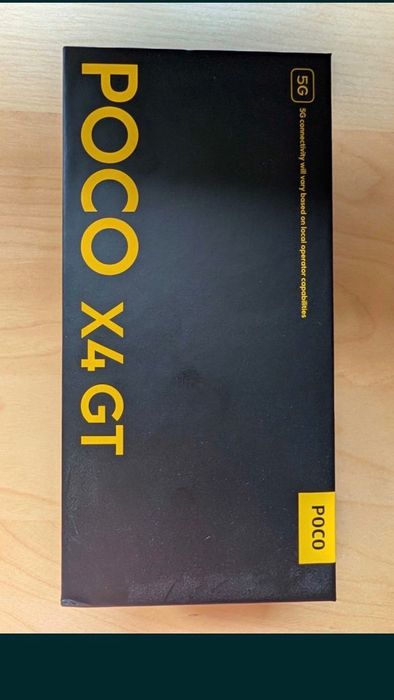 5G
5G connectivity will vary based on local operator capabilities
POCO
POCO X4 GT